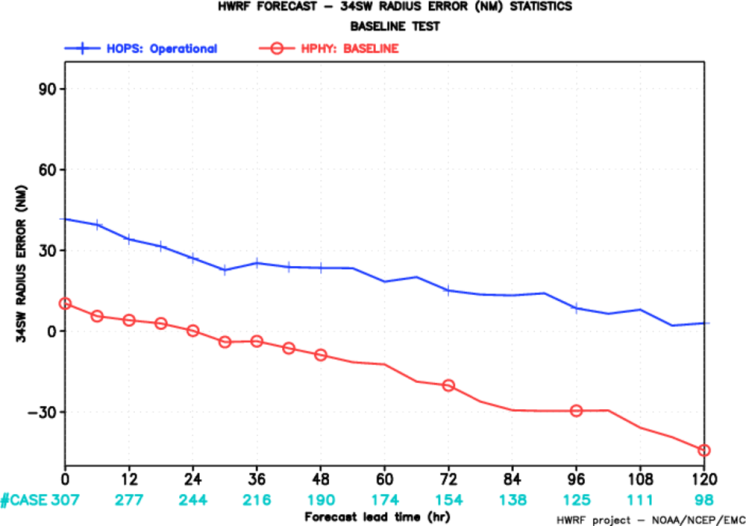 HWRF FORECAST – 34SW RADIUS ERROR (NM) STATISTICS
BASELINE TEST
HOPS: Operational HPHY: BASELINE
34SW RADIUS ERROR (NM)
90
60
30
0
−30
0 12 24 36 48 60 72 84 96 108 120
#CASE 307 277 244 216 190 174 154 138 125 111 98
Forecast lead time (hr)
HWRF project – NOAA/NCEP/EMC